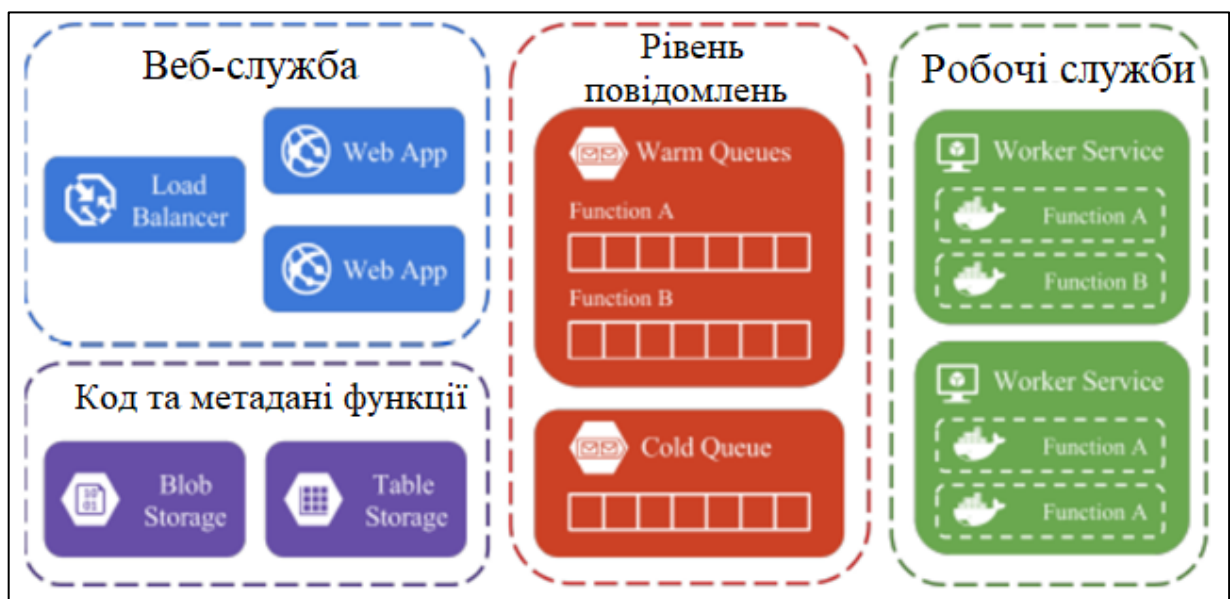 Веб-служба
Load
Balancer
Web App
Web App
Код та метадані функції
Blob
Storage
Table
Storage
Рівень
повідомлень
Warm Queues
Function A
Function B
Cold Queue
Робочі служби
Worker Service
Function A
Function B
Worker Service
Function A
Function A